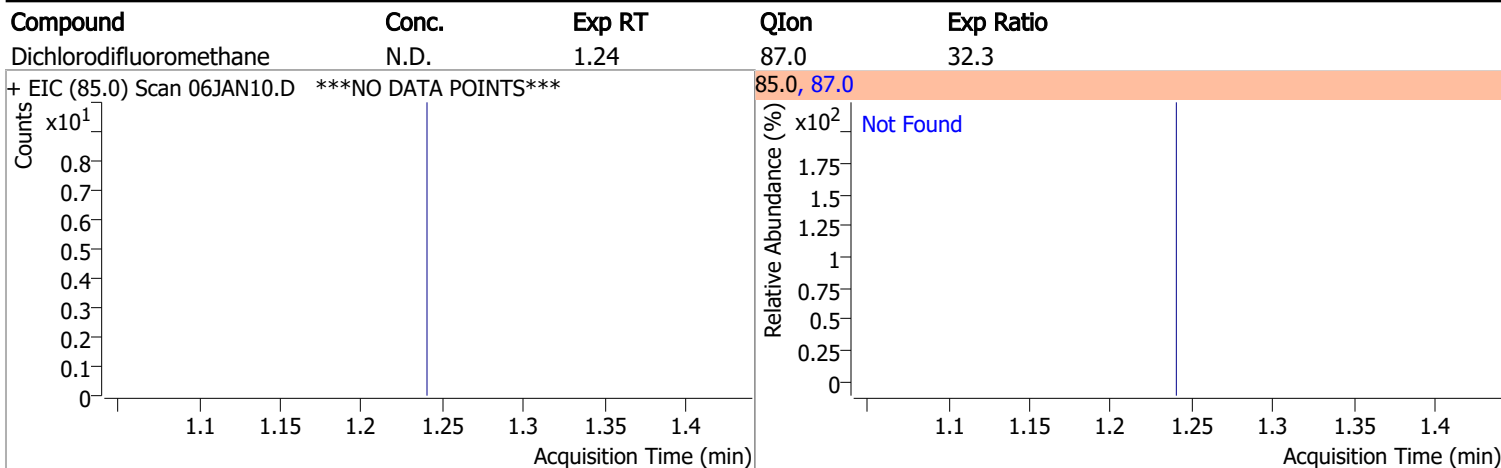 Compound Conc. Exp RT QIon Exp Ratio
Dichlorodifluoromethane N.D. 1.24 87.0 32.3
+ EIC (85.0) Scan 06JAN10.D ***NO DATA POINTS***
Counts
x10¹
0.8
0.7
0.6
0.5
0.4
0.3
0.2
0.1
0
1.1 1.15 1.2 1.25 1.3 1.35 1.4
Acquisition Time (min)
85.0, 87.0
Relative Abundance (%)
x10²
Not Found
1.75
1.5
1.25
1
0.75
0.5
0.25
0
1.1 1.15 1.2 1.25 1.3 1.35 1.4
Acquisition Time (min)